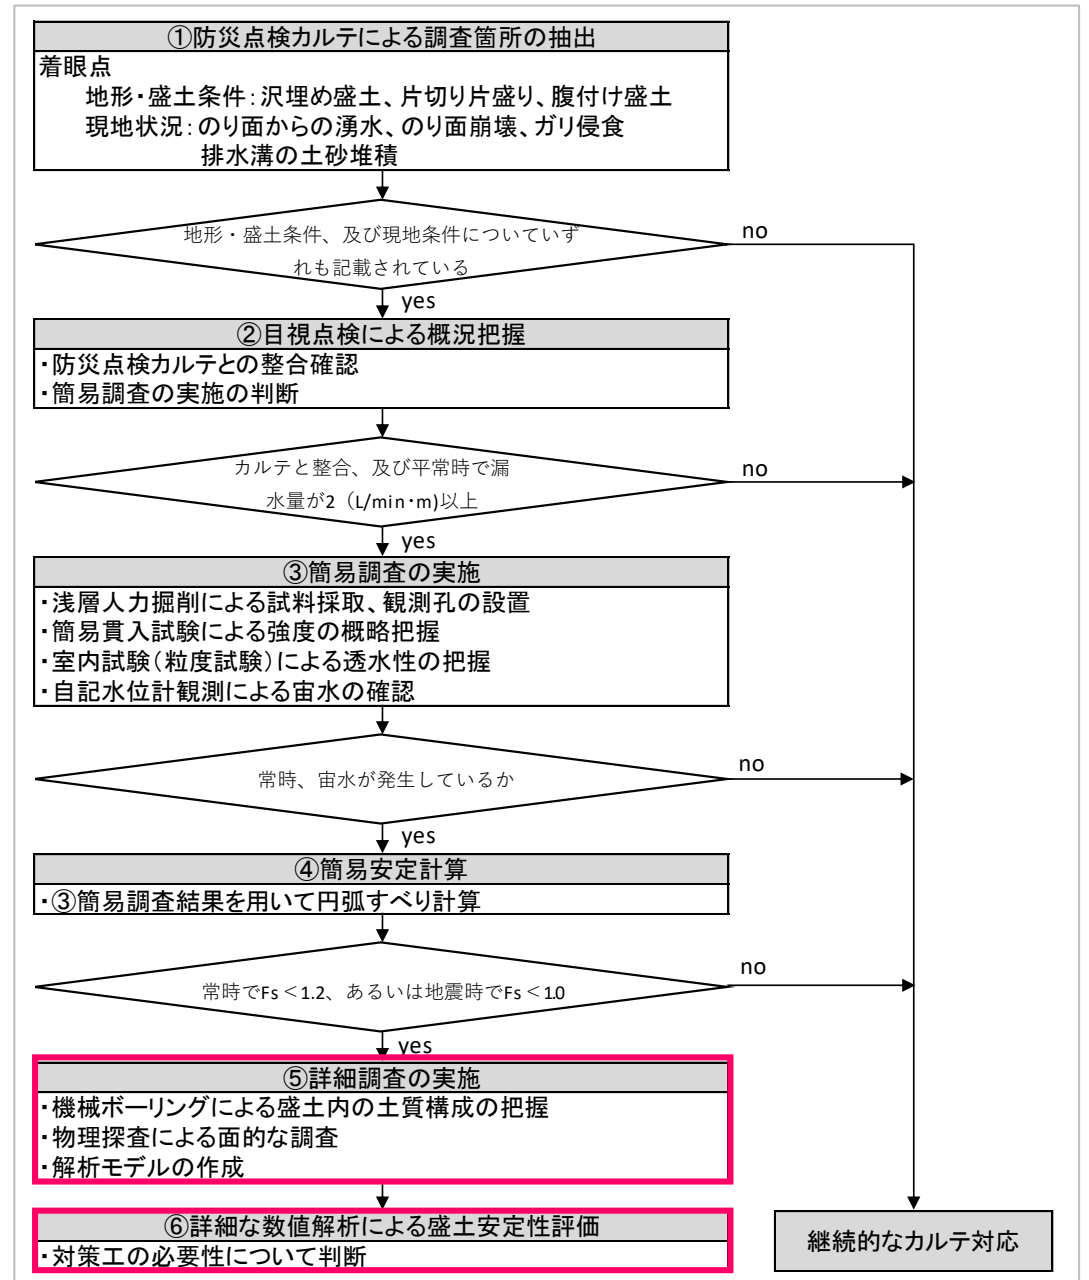 ①防災点検カルテによる調査箇所の抽出
着眼点
地形・盛土条件：沢埋め盛土、片切り片盛り、腹付け盛土
現地状況：のり面からの湧水、のり面崩壊、ガリ侵食
排水溝の土砂堆積
地形・盛土条件、及び現地条件についていず
れも記載されている
no
yes
②目視点検による概況把握
・防災点検カルテとの整合確認
・簡易調査の実施の判断
カルテと整合、及び平常時で漏
水量が2（L/min･m)以上
no
yes
③簡易調査の実施
・浅層人力掘削による試料採取、観測孔の設置
・簡易貫入試験による強度の概略把握
・室内試験（粒度試験）による透水性の把握
・自記水位計観測による宙水の確認
常時、宙水が発生しているか
no
yes
④簡易安定計算
・③簡易調査結果を用いて円弧すべり計算
常時でFs＜1.2、あるいは地震時でFs＜1.0
no
yes
⑤詳細調査の実施
・機械ボーリングによる盛土内の土質構成の把握
・物理探査による面的な調査
・解析モデルの作成
⑥詳細な数値解析による盛土安定性評価
・対策工の必要性について判断
継続的なカルテ対応